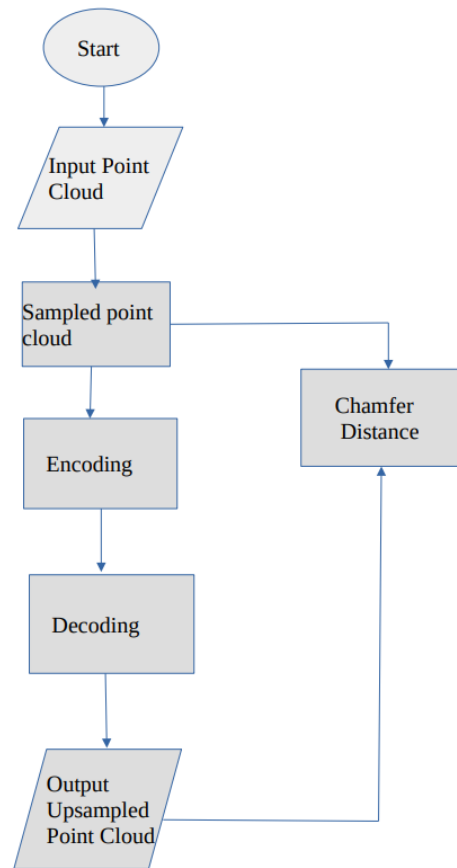 Start
Input Point
Cloud
Sampled point
cloud
Chamfer
Distance
Encoding
Decoding
Output
Upsampled
Point Cloud